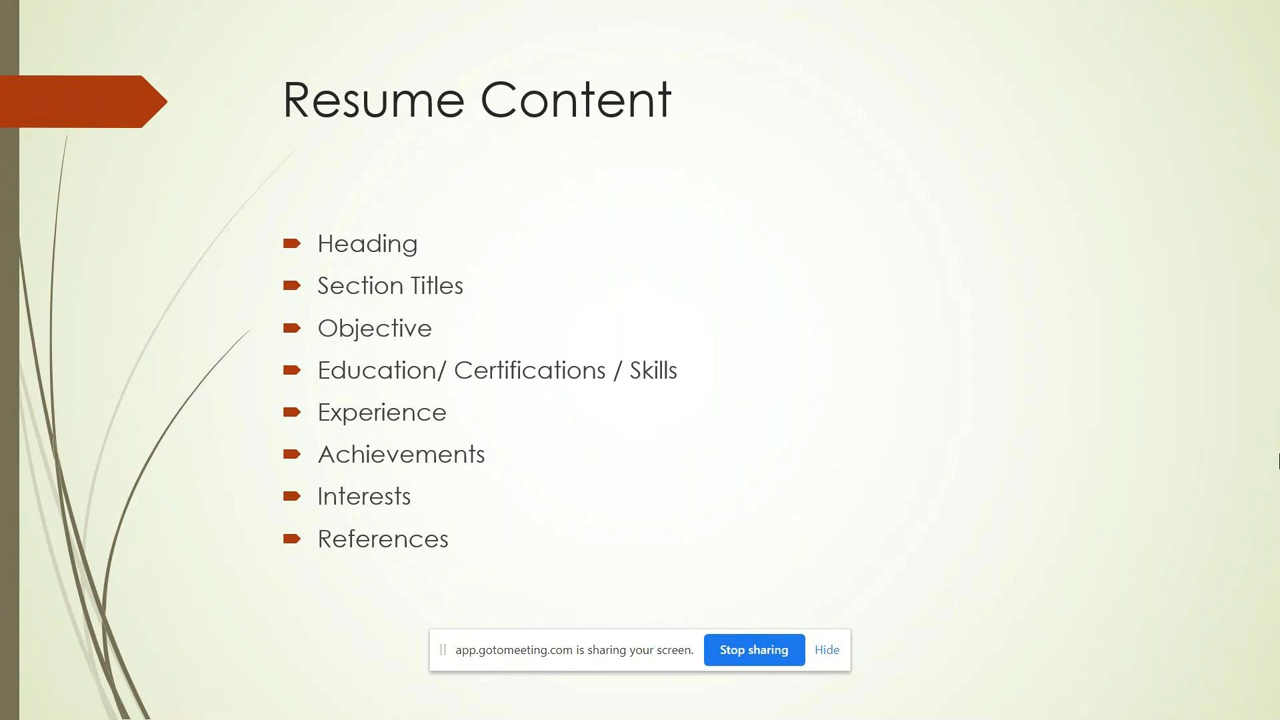 Resume Content
Heading
Section Titles
Objective
Education/ Certifications / Skills
Experience
Achievements
Interests
References
app.gotomeeting.com is sharing your screen. Stop sharing Hide